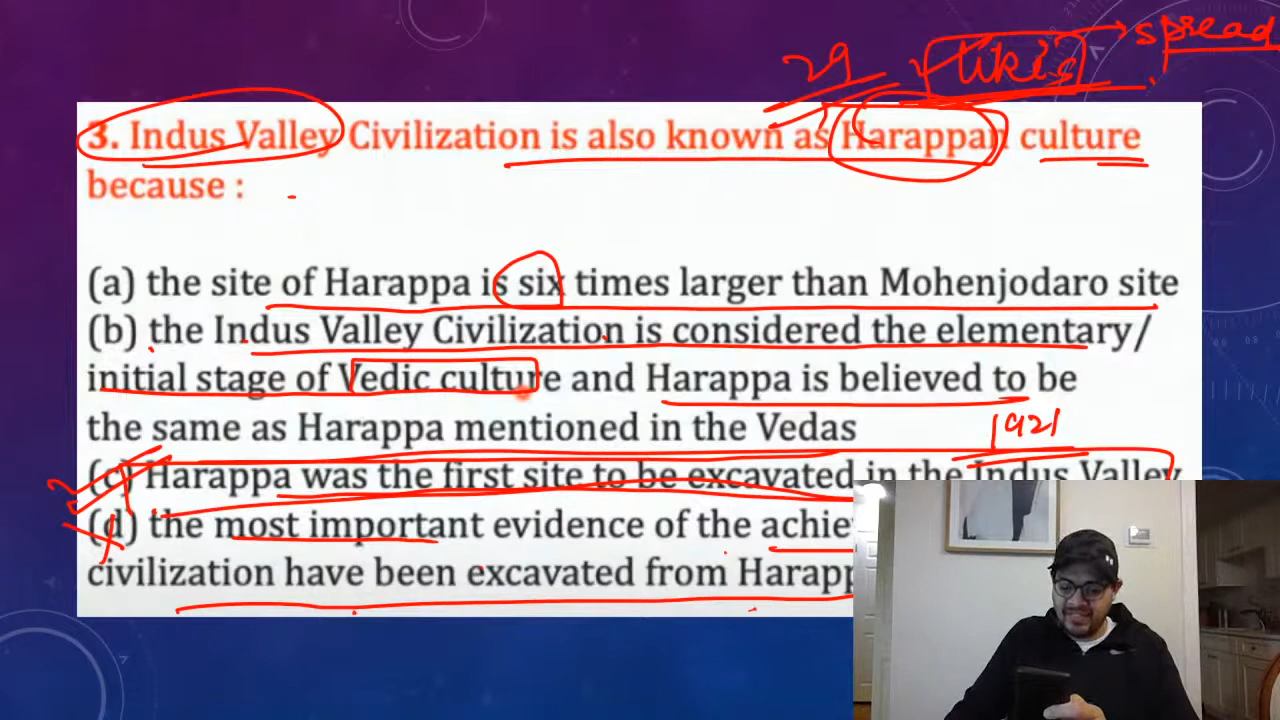 spread
3. Indus Valley Civilization is also known as Harappan culture
because :
(a) the site of Harappa is six times larger than Mohenjodaro site
(b) the Indus Valley Civilization is considered the elementary/
initial stage of Vedic culture and Harappa is believed to be
the same as Harappa mentioned in the Vedas
1921
(c) Harappa was the first site to be excavated in the Indus Valley
(d) the most important evidence of the achie
civilization have been excavated from Harapp